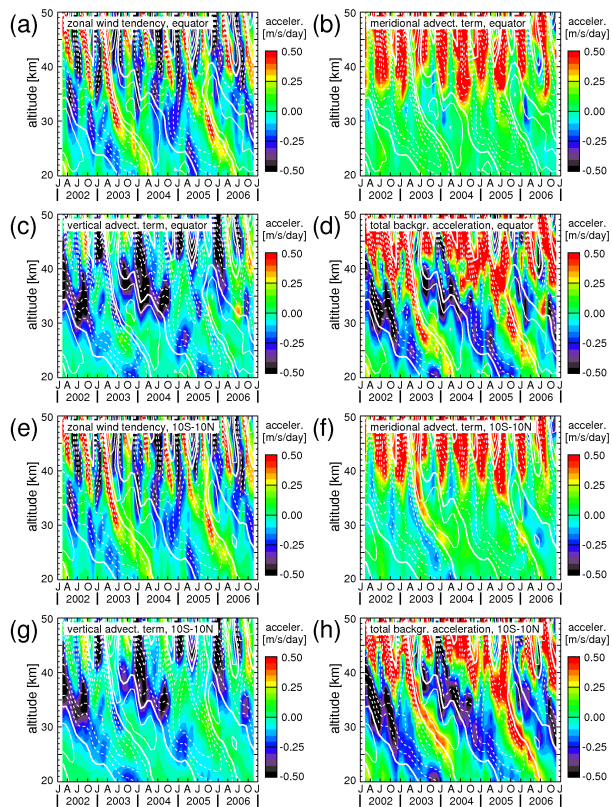 (a) zonal wind tendency, equator
acceler.
[m/s/day]
altitude [km]
50
40
30
20
0.50
0.25
0.00
-0.25
-0.50
J A J O J A J O J A J O J A J O J A J O J
2002 2003 2004 2005 2006
(b) meridional advect. term, equator
acceler.
[m/s/day]
altitude [km]
50
40
30
20
0.50
0.25
0.00
-0.25
-0.50
J A J O J A J O J A J O J A J O J A J O J
2002 2003 2004 2005 2006
(c) vertical advect. term, equator
acceler.
[m/s/day]
altitude [km]
50
40
30
20
0.50
0.25
0.00
-0.25
-0.50
J A J O J A J O J A J O J A J O J A J O J
2002 2003 2004 2005 2006
(d) total backgr. acceleration, equator
acceler.
[m/s/day]
altitude [km]
50
40
30
20
0.50
0.25
0.00
-0.25
-0.50
J A J O J A J O J A J O J A J O J A J O J
2002 2003 2004 2005 2006
(e) zonal wind tendency, 10S-10N
acceler.
[m/s/day]
altitude [km]
50
40
30
20
0.50
0.25
0.00
-0.25
-0.50
J A J O J A J O J A J O J A J O J A J O J
2002 2003 2004 2005 2006
(f) meridional advect. term, 10S-10N
acceler.
[m/s/day]
altitude [km]
50
40
30
20
0.50
0.25
0.00
-0.25
-0.50
J A J O J A J O J A J O J A J O J A J O J
2002 2003 2004 2005 2006
(g) vertical advect. term, 10S-10N
acceler.
[m/s/day]
altitude [km]
50
40
30
20
0.50
0.25
0.00
-0.25
-0.50
J A J O J A J O J A J O J A J O J A J O J
2002 2003 2004 2005 2006
(h) total backgr. acceleration, 10S-10N
acceler.
[m/s/day]
altitude [km]
50
40
30
20
0.50
0.25
0.00
-0.25
-0.50
J A J O J A J O J A J O J A J O J A J O J
2002 2003 2004 2005 2006